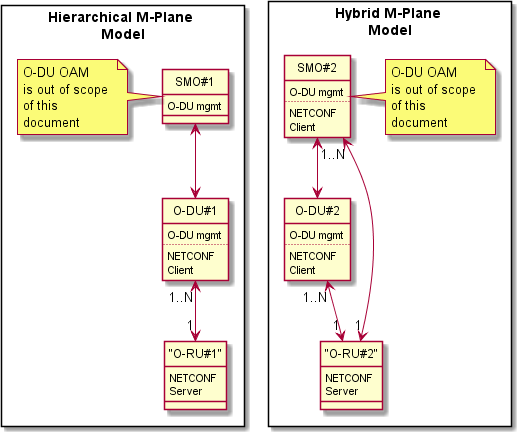 Hierarchical M-Plane
Model
O-DU OAM
is out of scope
of this
document
SMO#1
O-DU mgmt
O-DU#1
O-DU mgmt
NETCONF
Client
1..N
1
"O-RU#1"
NETCONF
Server
Hybrid M-Plane
Model
SMO#2
O-DU mgmt
NETCONF
Client
O-DU OAM
is out of scope
of this
document
1..N
O-DU#2
O-DU mgmt
NETCONF
Client
1..N
1
1
"O-RU#2"
NETCONF
Server